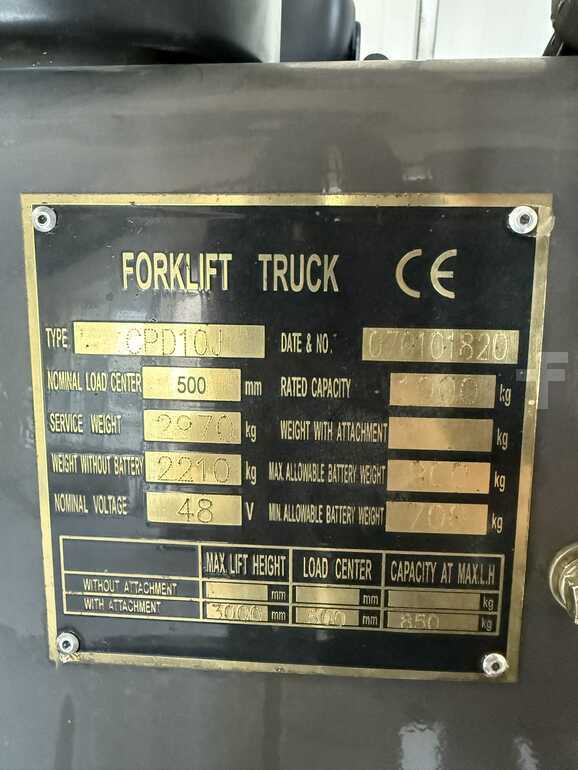 FORKLIFT TRUCK CE
TYPE CPD10J DATE & NO. 070101820
NOMINAL LOAD CENTER 500 mm RATED CAPACITY 1000 kg
SERVICE WEIGHT 2970 kg WEIGHT WITH ATTACHMENT kg
WEIGHT WITHOUT BATTERY 2210 kg MAX. ALLOWABLE BATTERY WEIGHT kg
NOMINAL VOLTAGE 48 V MIN. ALLOWABLE BATTERY WEIGHT kg
MAX. LIFT HEIGHT LOAD CENTER CAPACITY AT MAX.L.H
WITHOUT ATTACHMENT mm mm kg
WITH ATTACHMENT 3000 mm 500 mm 850 kg